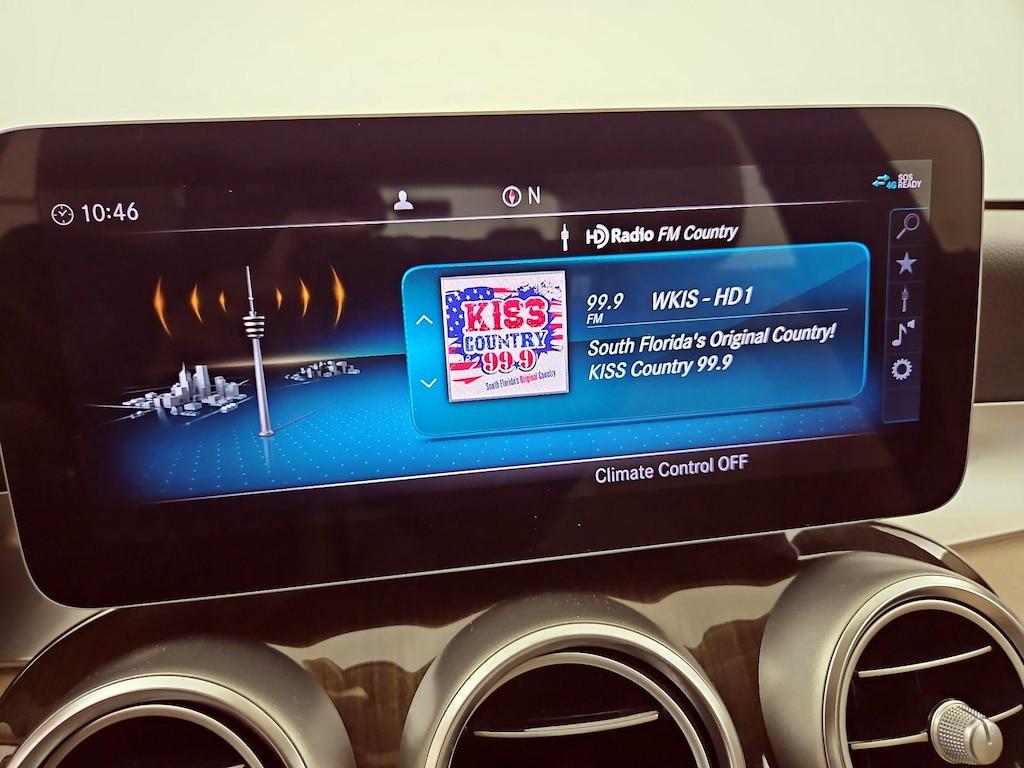 10:46
N
4G SOS READY
HD Radio FM Country
KISS
COUNTRY
99.9
South Florida's Original Country
99.9 WKIS - HD1
FM
South Florida's Original Country!
KISS Country 99.9
Climate Control OFF